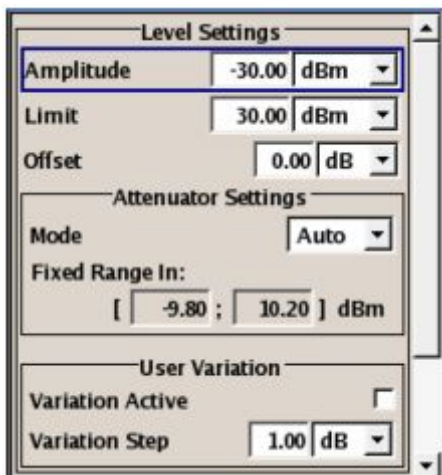 Level Settings
Amplitude -30.00 dBm
Limit 30.00 dBm
Offset 0.00 dB
Attenuator Settings
Mode Auto
Fixed Range In:
[ -9.80 ; 10.20 ] dBm
User Variation
Variation Active
Variation Step 1.00 dB